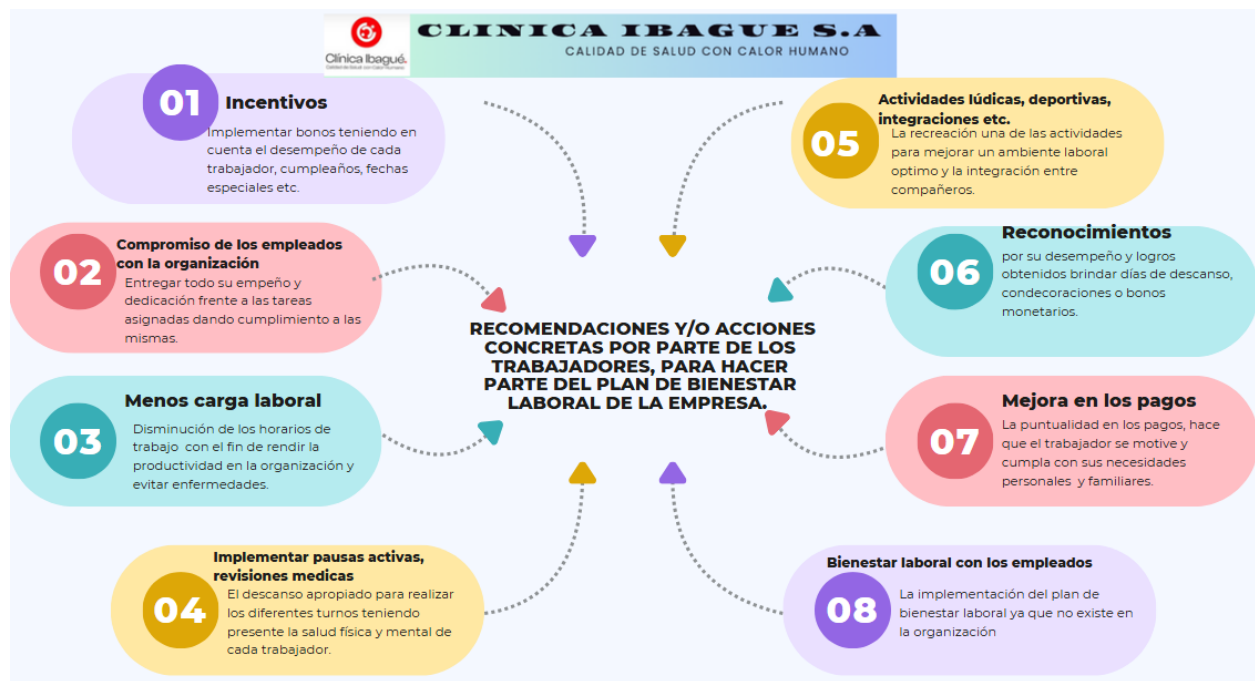 Clínica Ibagué.
Calidad de Salud con Calor Humano
CLINICA IBAGUE S.A
CALIDAD DE SALUD CON CALOR HUMANO
01
Incentivos
Implementar bonos teniendo en
cuenta el desempeño de cada
trabajador, cumpleaños, fechas
especiales etc.
02
Compromiso de los empleados
con la organización
Entregar todo su empeño y
dedicación frente a las tareas
asignadas dando cumplimiento a las
mismas.
03
Menos carga laboral
Disminución de los horarios de
trabajo con el fin de rendir la
productividad en la organización y
evitar enfermedades.
04
Implementar pausas activas,
revisiones medicas
El descanso apropiado para realizar
los diferentes turnos teniendo
presente la salud física y mental de
cada trabajador.
RECOMENDACIONES Y/O ACCIONES
CONCRETAS POR PARTE DE LOS
TRABAJADORES, PARA HACER
PARTE DEL PLAN DE BIENESTAR
LABORAL DE LA EMPRESA.
05
Actividades lúdicas, deportivas,
integraciones etc.
La recreación una de las actividades
para mejorar un ambiente laboral
optimo y la integración entre
compañeros.
06
Reconocimientos
por su desempeño y logros
obtenidos brindar días de descanso,
condecoraciones o bonos
monetarios.
07
Mejora en los pagos
La puntualidad en los pagos, hace
que el trabajador se motive y
cumpla con sus necesidades
personales y familiares.
08
Bienestar laboral con los empleados
La implementación del plan de
bienestar laboral ya que no existe en
la organización